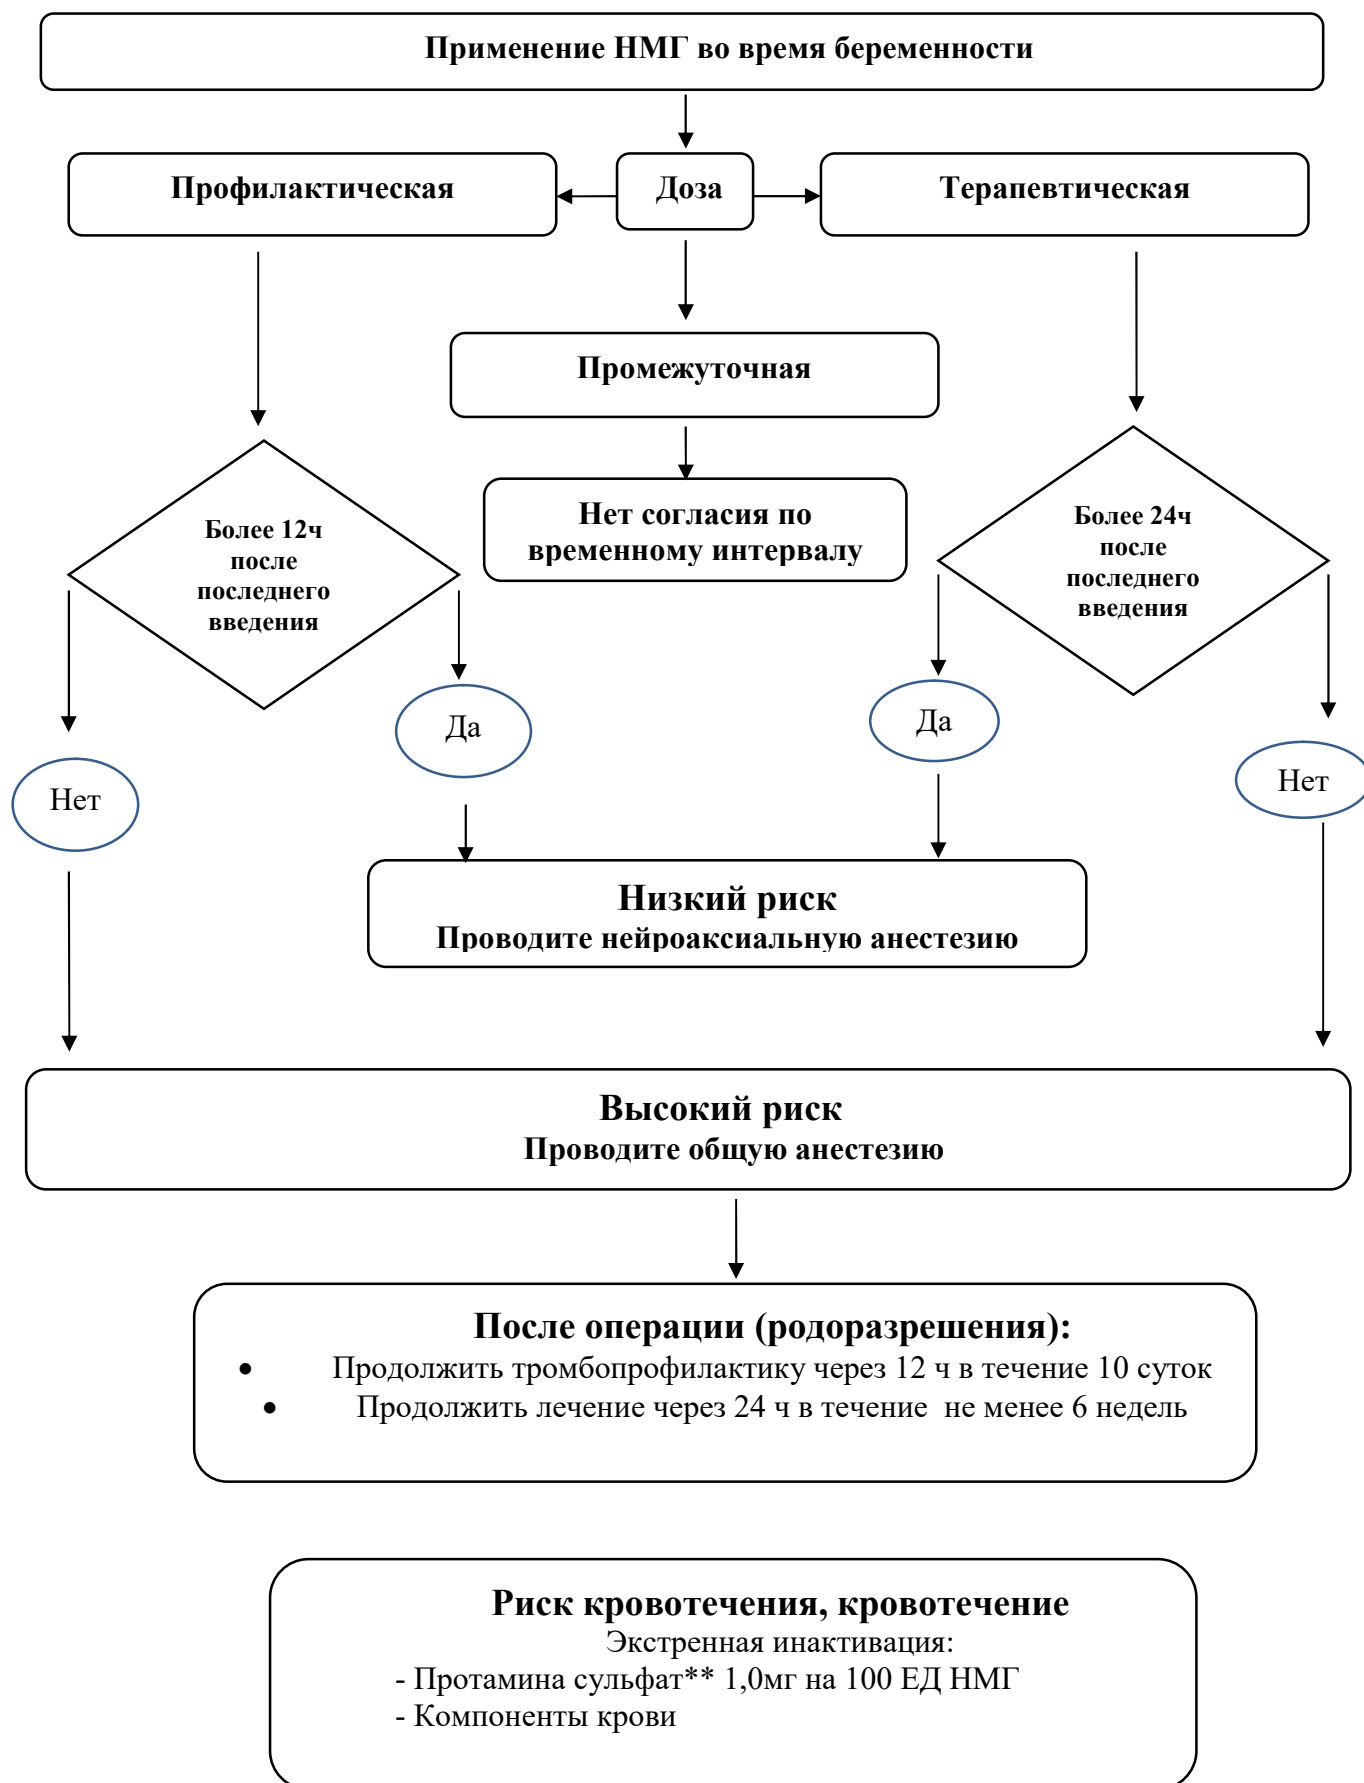 Применение НМГ во время беременности
Профилактическая
Доза
Терапевтическая
Промежуточная
Более 12ч
после
последнего
введения
Нет согласия по
временному интервалу
Более 24ч
после
последнего
введения
Нет
Да
Да
Нет
Низкий риск
Проводите нейроаксиальную анестезию
Высокий риск
Проводите общую анестезию
После операции (родоразрешения):
• Продолжить тромбопрофилактику через 12 ч в течение 10 суток
• Продолжить лечение через 24 ч в течение не менее 6 недель
Риск кровотечения, кровотечение
Экстренная инактивация:
- Протамина сульфат** 1,0мг на 100 ЕД НМГ
- Компоненты крови